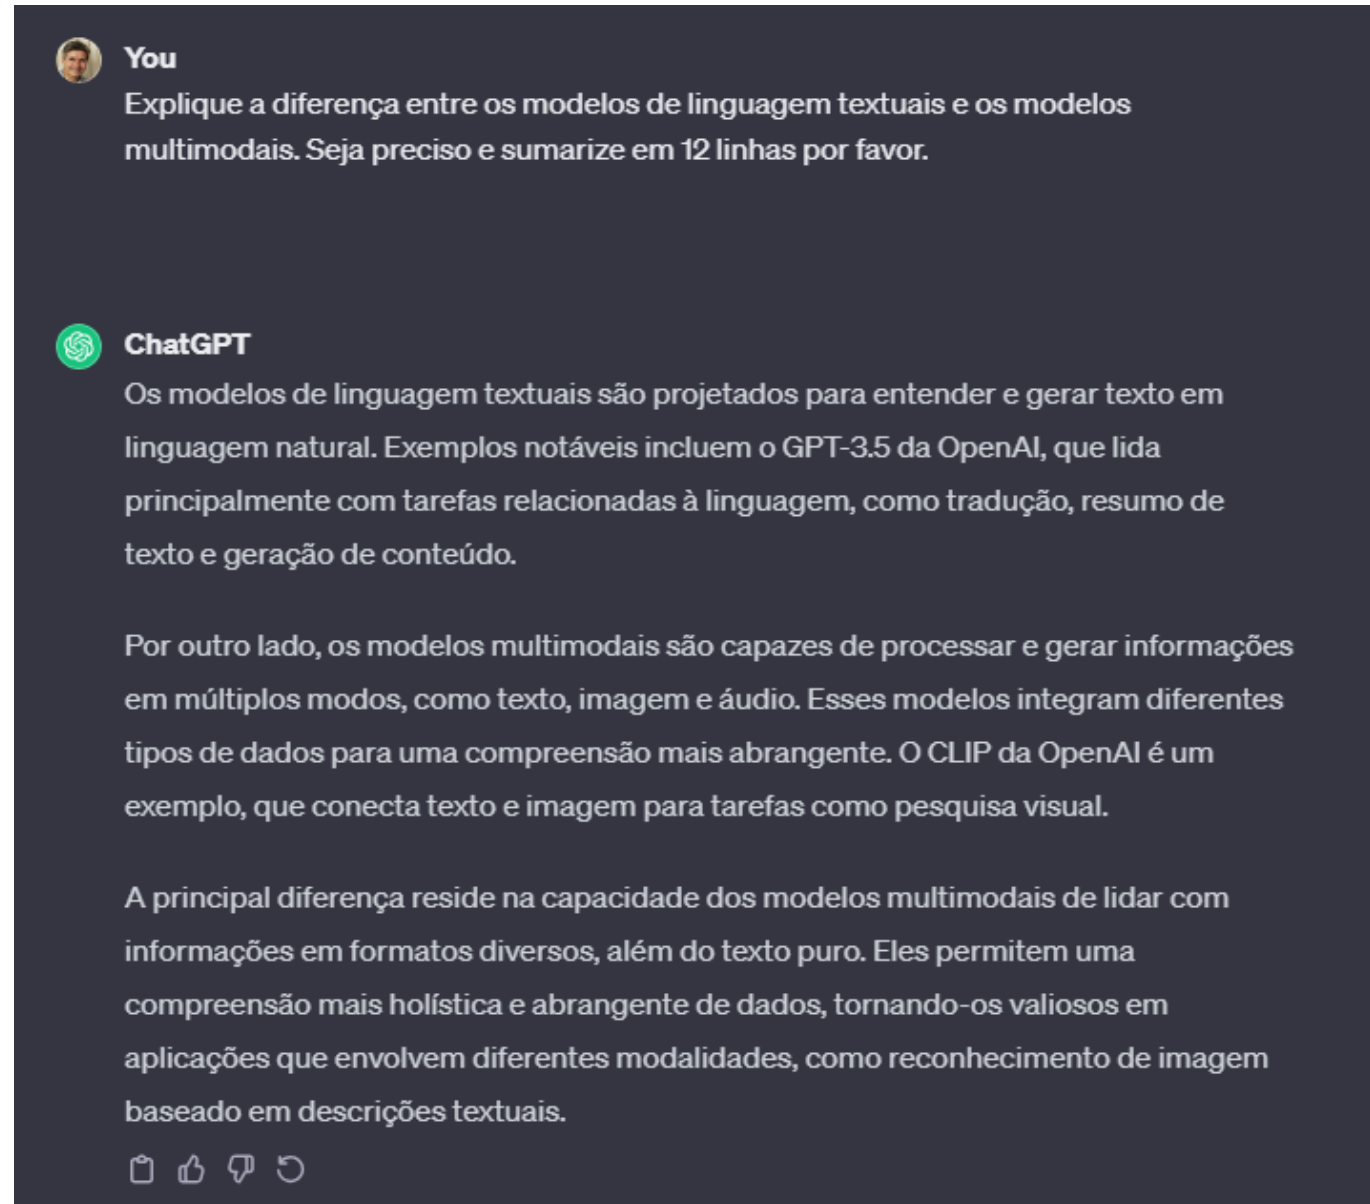 You
Explique a diferença entre os modelos de linguagem textuais e os modelos
multimodais. Seja preciso e sumarize em 12 linhas por favor.
ChatGPT
Os modelos de linguagem textuais são projetados para entender e gerar texto em
linguagem natural. Exemplos notáveis incluem o GPT-3.5 da OpenAI, que lida
principalmente com tarefas relacionadas à linguagem, como tradução, resumo de
texto e geração de conteúdo.
Por outro lado, os modelos multimodais são capazes de processar e gerar informações
em múltiplos modos, como texto, imagem e áudio. Esses modelos integram diferentes
tipos de dados para uma compreensão mais abrangente. O CLIP da OpenAI é um
exemplo, que conecta texto e imagem para tarefas como pesquisa visual.
A principal diferença reside na capacidade dos modelos multimodais de lidar com
informações em formatos diversos, além do texto puro. Eles permitem uma
compreensão mais holística e abrangente de dados, tornando-os valiosos em
aplicações que envolvem diferentes modalidades, como reconhecimento de imagem
baseado em descrições textuais.